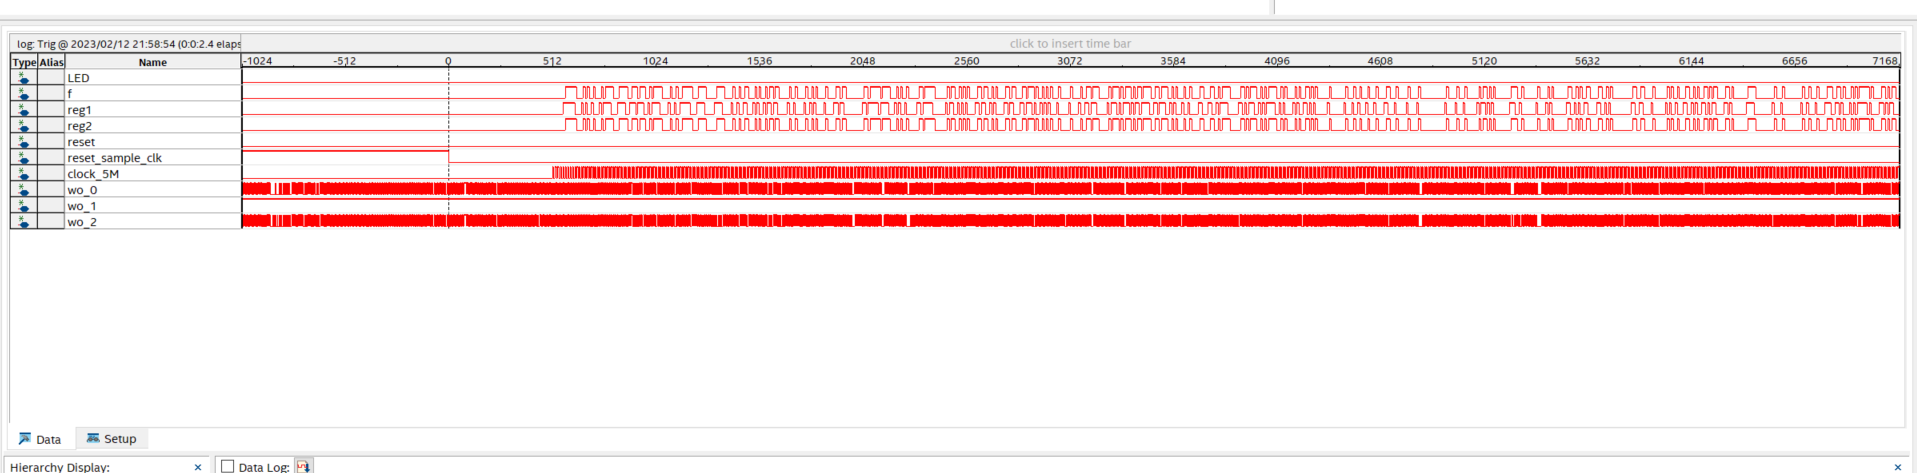 log: Trig @ 2023/02/12 21:58:54 (0:0:2.4 elaps
click to insert time bar
Type Alias Name -1024 -512 0 512 1024 1536 2048 2560 3072 3584 4096 4608 5120 5632 6144 6656 7168
LED
f
reg1
reg2
reset
reset_sample_clk
clock_5M
wo_0
wo_1
wo_2
Data Setup
Hierarchy Display: × Data Log: ×